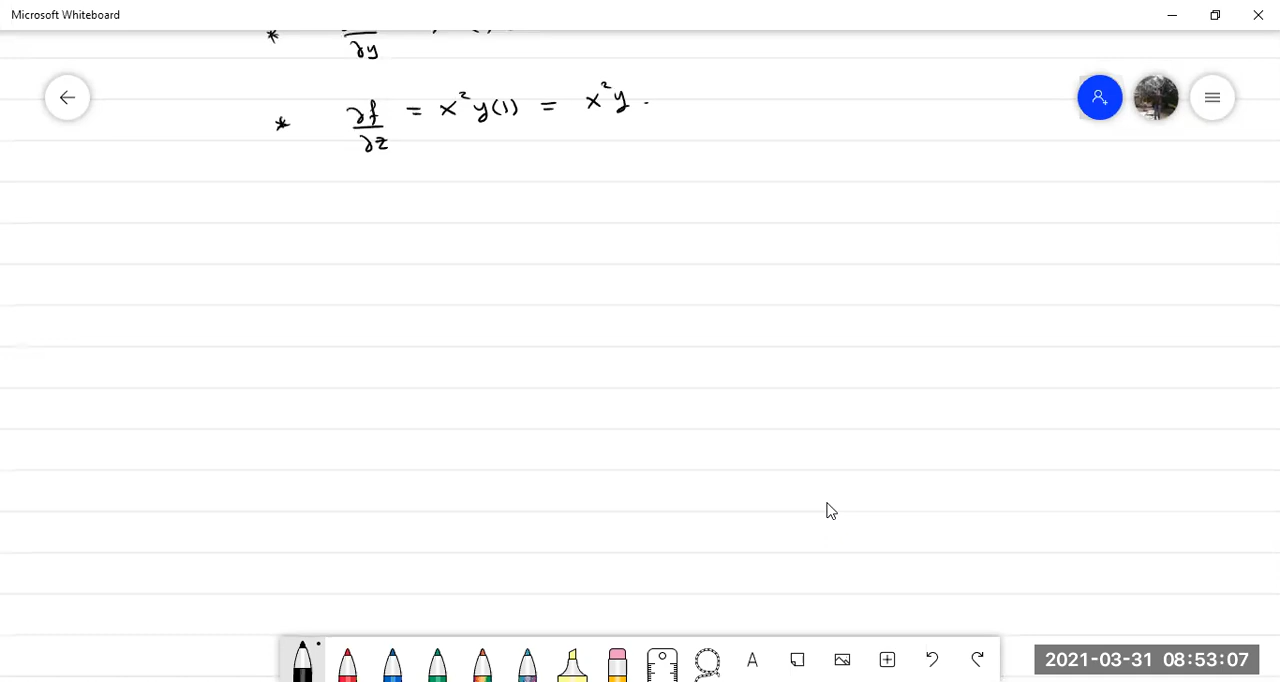 Microsoft Whiteboard
* ∂y
* ∂f/∂z = x²y(1) = x²y .
A
2021-03-31 08:53:07